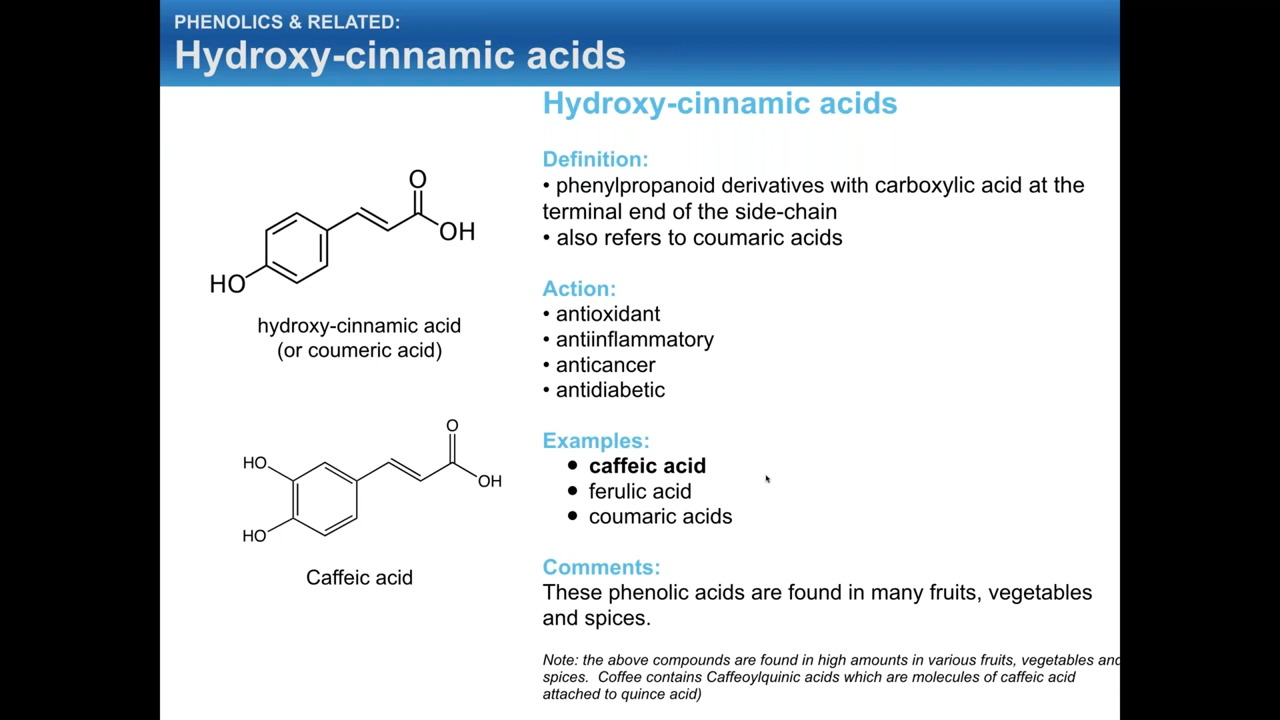 PHENOLICS & RELATED:
Hydroxy-cinnamic acids
O
OH
HO
hydroxy-cinnamic acid
(or coumeric acid)
O
HO
OH
HO
Caffeic acid
Hydroxy-cinnamic acids
Definition:
• phenylpropanoid derivatives with carboxylic acid at the
terminal end of the side-chain
• also refers to coumaric acids
Action:
• antioxidant
• antiinflammatory
• anticancer
• antidiabetic
Examples:
• caffeic acid
• ferulic acid
• coumaric acids
Comments:
These phenolic acids are found in many fruits, vegetables
and spices.
Note: the above compounds are found in high amounts in various fruits, vegetables and
spices. Coffee contains Caffeoylquinic acids which are molecules of caffeic acid
attached to quince acid)